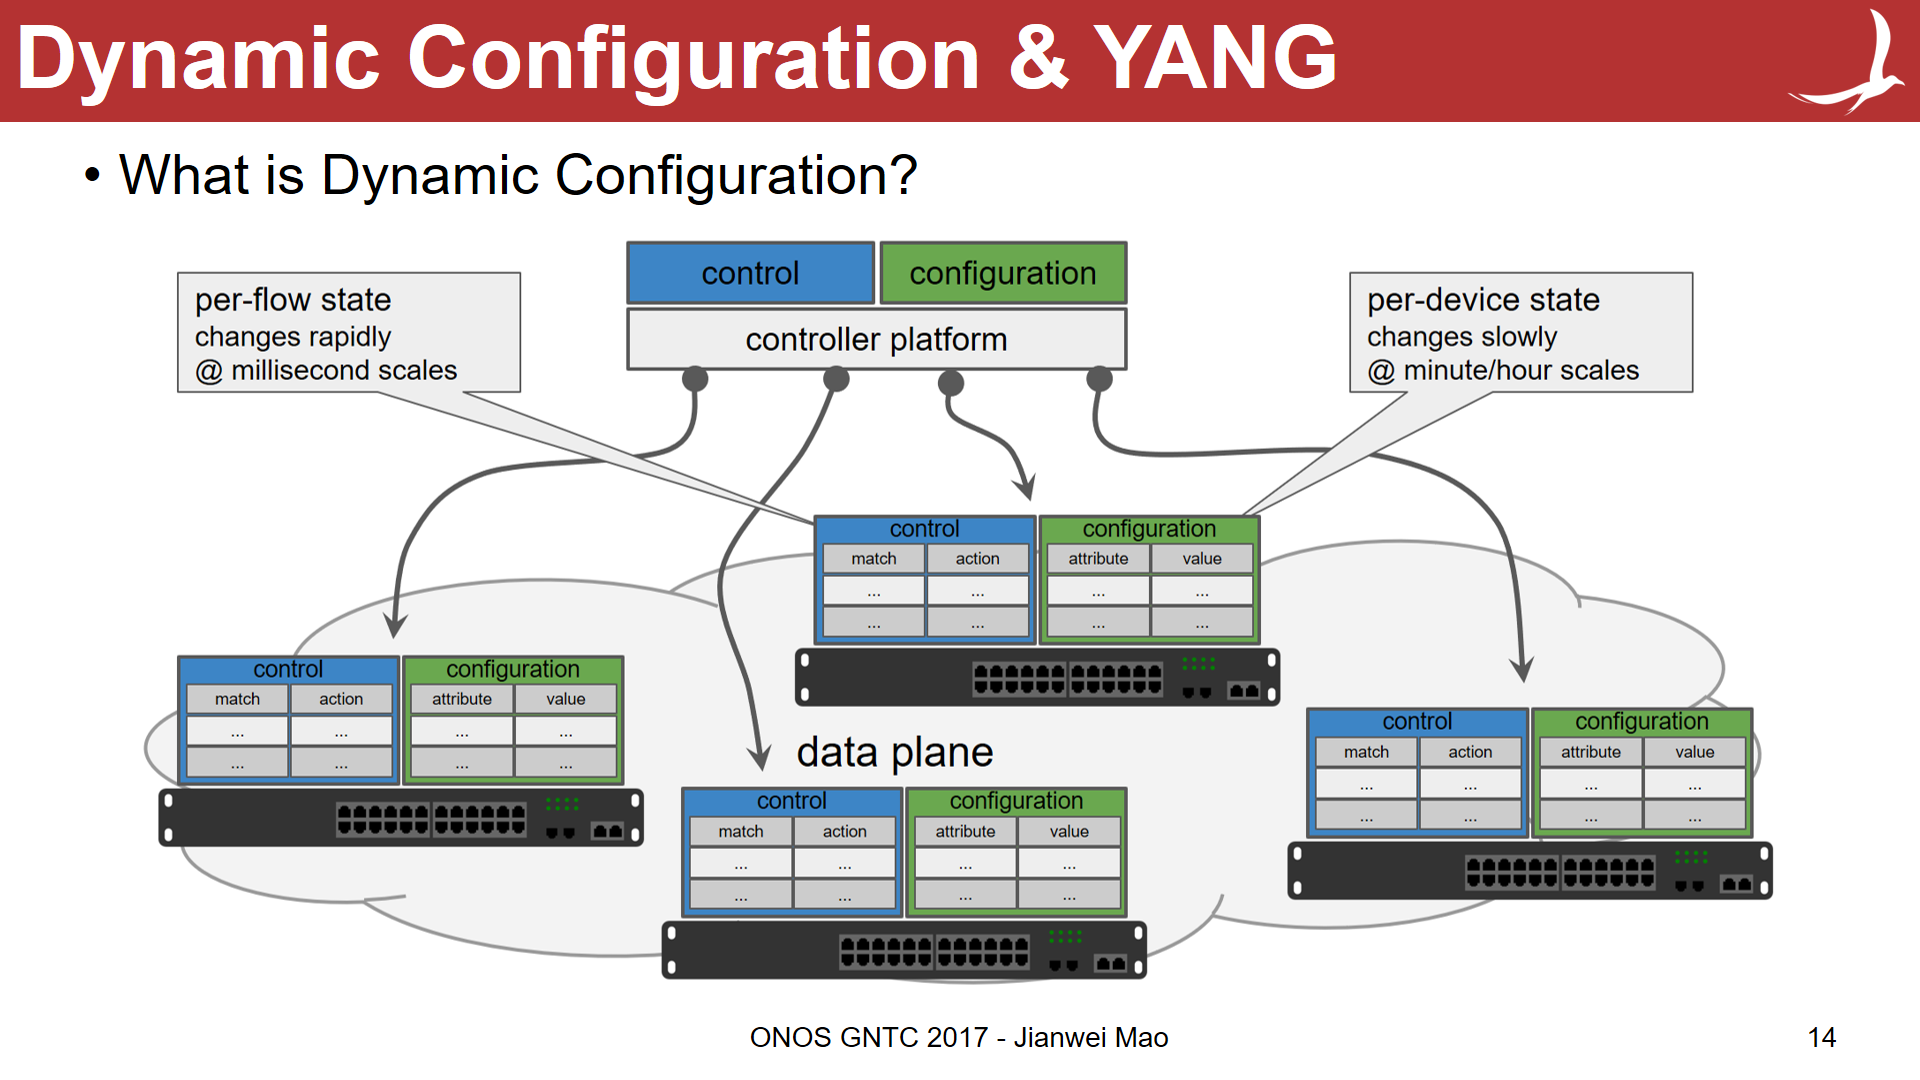 Dynamic Configuration & YANG
• What is Dynamic Configuration?
control
configuration
controller platform
per-flow state
changes rapidly
@ millisecond scales
per-device state
changes slowly
@ minute/hour scales
control
configuration
match
action
attribute
value
...
...
...
...
...
...
...
...
control
configuration
match
action
attribute
value
...
...
...
...
...
...
...
...
data plane
control
configuration
match
action
attribute
value
...
...
...
...
...
...
...
...
control
configuration
match
action
attribute
value
...
...
...
...
...
...
...
...
ONOS GNTC 2017 - Jianwei Mao
14